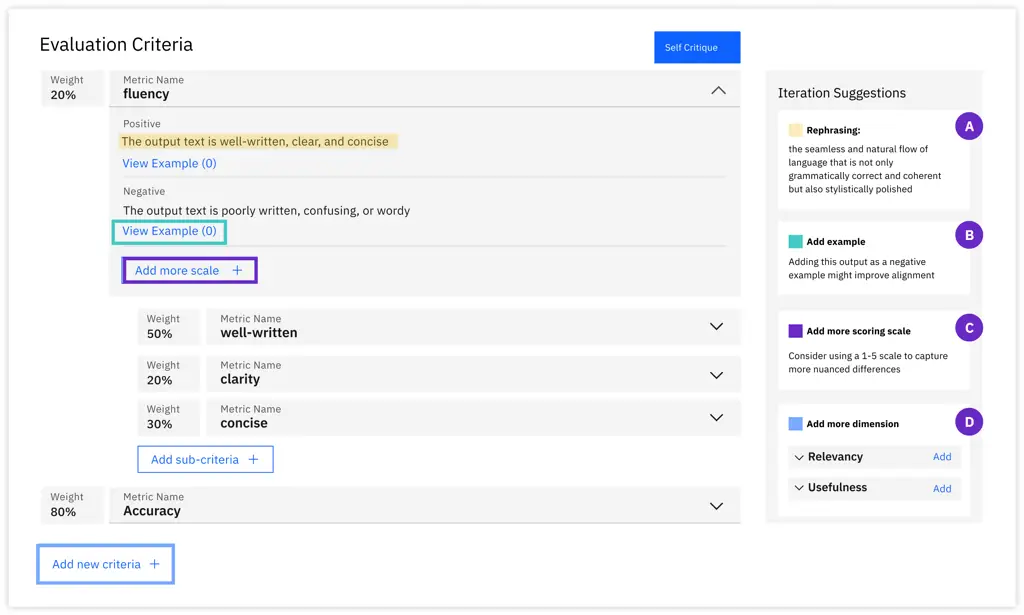 Evaluation Criteria
Self Critique
Weight
20%
Metric Name
fluency
Positive
The output text is well-written, clear, and concise
View Example (0)
Negative
The output text is poorly written, confusing, or wordy
View Example (0)
Add more scale +
Weight
50%
Metric Name
well-written
Weight
20%
Metric Name
clarity
Weight
30%
Metric Name
concise
Add sub-criteria +
Weight
80%
Metric Name
Accuracy
Add new criteria +
Iteration Suggestions
A
Rephrasing:
the seamless and natural flow of
language that is not only
grammatically correct and coherent
but also stylistically polished
B
Add example
Adding this output as a negative
example might improve alignment
C
Add more scoring scale
Consider using a 1-5 scale to capture
more nuanced differences
D
Add more dimension
Relevancy Add
Usefulness Add